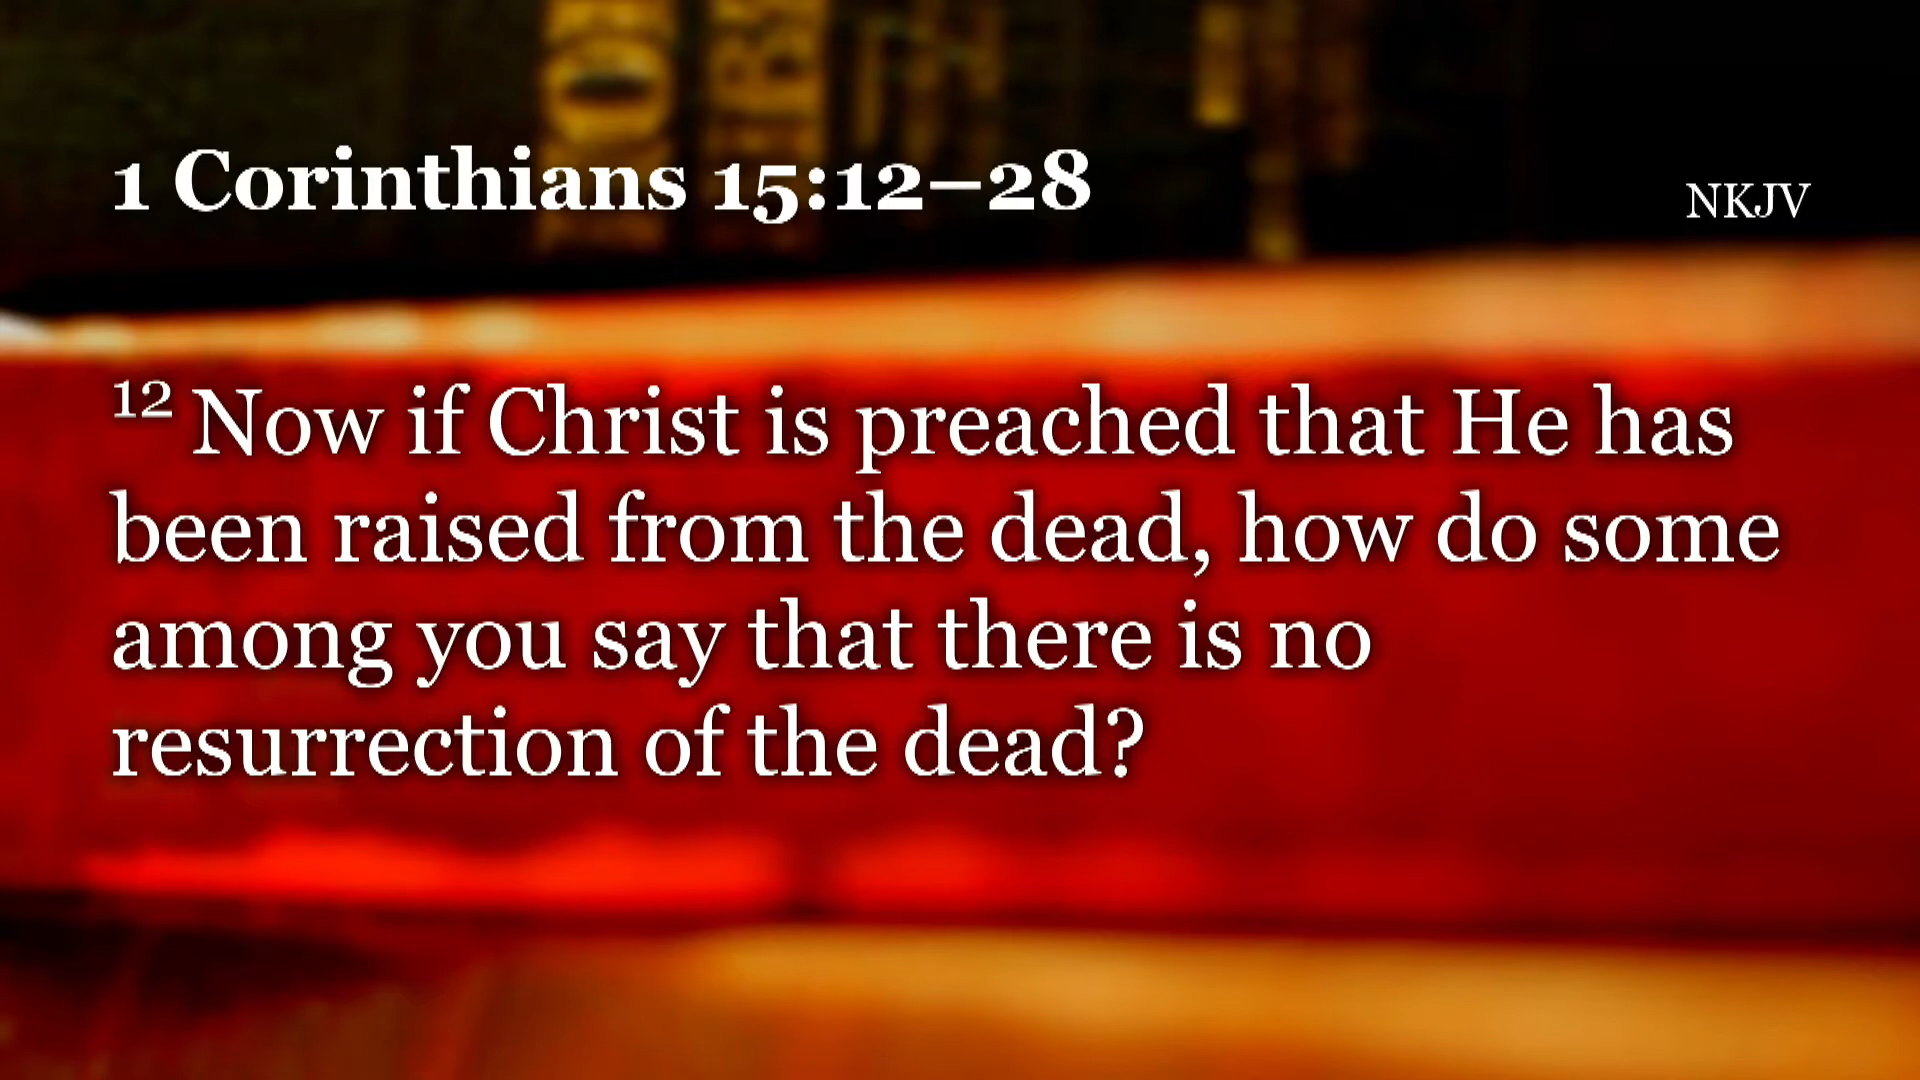 1 Corinthians 15:12–28
NKJV
12 Now if Christ is preached that He has
been raised from the dead, how do some
among you say that there is no
resurrection of the dead?